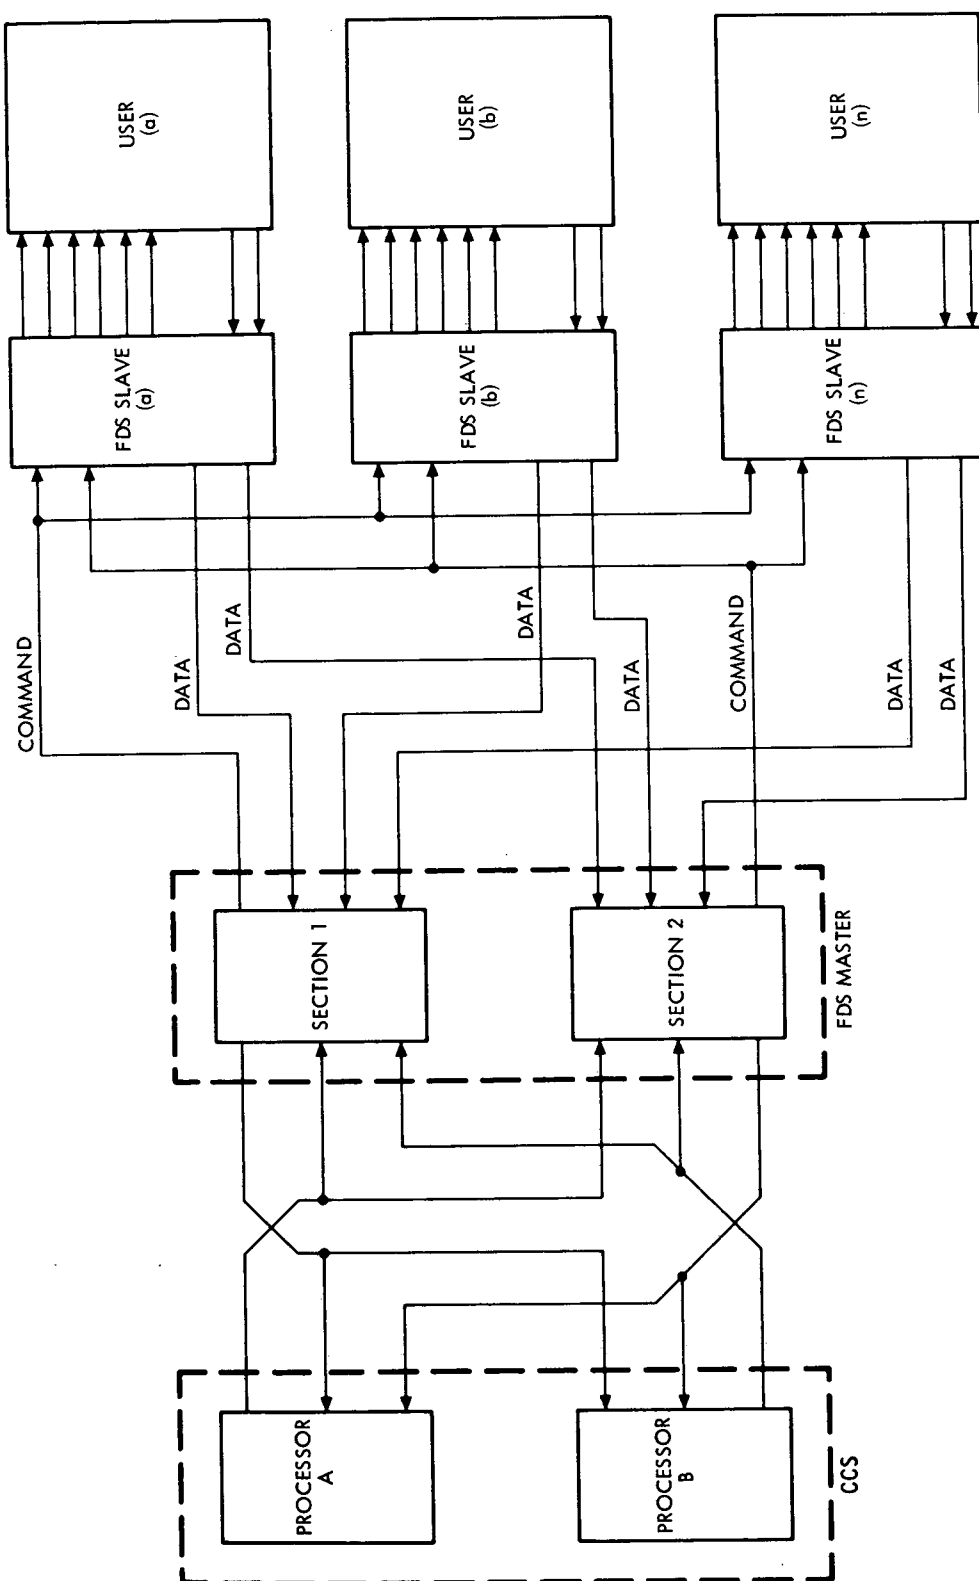 USER
(a)
USER
(b)
USER
(n)
FDS SLAVE
(a)
FDS SLAVE
(b)
FDS SLAVE
(n)
COMMAND
DATA
DATA
DATA
DATA
COMMAND
DATA
DATA
SECTION 1
SECTION 2
FDS MASTER
PROCESSOR
A
PROCESSOR
B
CCS